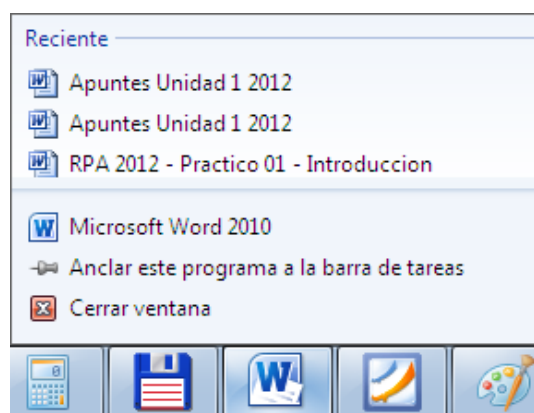 Reciente
Apuntes Unidad 1 2012
Apuntes Unidad 1 2012
RPA 2012 - Practico 01 - Introduccion
Microsoft Word 2010
Anclar este programa a la barra de tareas
Cerrar ventana